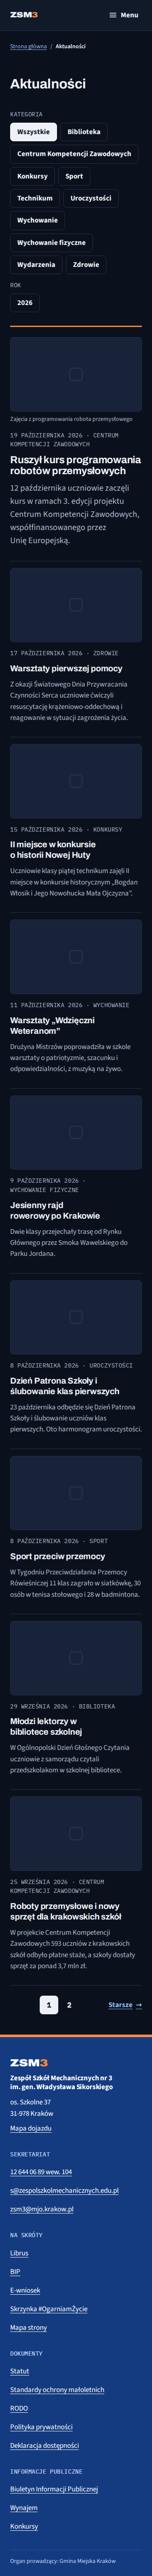 ZSM3
Menu
Strona główna / Aktualności
Aktualności
KATEGORIA
Wszystkie
Biblioteka
Centrum Kompetencji Zawodowych
Konkursy
Sport
Technikum
Uroczystości
Wychowanie
Wychowanie fizyczne
Wydarzenia
Zdrowie
ROK
2026
Zajęcia z programowania robota przemysłowego
19 PAŹDZIERNIKA 2026 · CENTRUM
KOMPETENCJI ZAWODOWYCH
Ruszył kurs programowania
robotów przemysłowych
12 października uczniowie zaczęli
kurs w ramach 3. edycji projektu
Centrum Kompetencji Zawodowych,
współfinansowanego przez
Unię Europejską.
17 PAŹDZIERNIKA 2026 · ZDROWIE
Warsztaty pierwszej pomocy
Z okazji Światowego Dnia Przywracania
Czynności Serca uczniowie ćwiczyli
resuscytację krążeniowo-oddechową i
reagowanie w sytuacji zagrożenia życia.
15 PAŹDZIERNIKA 2026 · KONKURSY
II miejsce w konkursie
o historii Nowej Huty
Uczniowie klasy piątej technikum zajęli II
miejsce w konkursie historycznym „Bogdan
Włosik i Jego Nowohucka Mała Ojczyzna”.
11 PAŹDZIERNIKA 2026 · WYCHOWANIE
Warsztaty „Wdzięczni
Weteranom”
Drużyna Mistrzów poprowadziła w szkole
warsztaty o patriotyzmie, szacunku i
odpowiedzialności, z muzyką na żywo.
9 PAŹDZIERNIKA 2026 ·
WYCHOWANIE FIZYCZNE
Jesienny rajd
rowerowy po Krakowie
Dwie klasy przejechały trasę od Rynku
Głównego przez Smoka Wawelskiego do
Parku Jordana.
8 PAŹDZIERNIKA 2026 · UROCZYSTOŚCI
Dzień Patrona Szkoły i
ślubowanie klas pierwszych
23 października odbędzie się Dzień Patrona
Szkoły i ślubowanie uczniów klas
pierwszych. Oto harmonogram uroczystości.
8 PAŹDZIERNIKA 2026 · SPORT
Sport przeciw przemocy
W Tygodniu Przeciwdziałania Przemocy
Rówieśniczej 11 klas zagrało w siatkówkę, 30
osób w tenisa stołowego i 28 w badmintona.
29 WRZEŚNIA 2026 · BIBLIOTEKA
Młodzi lektorzy w
bibliotece szkolnej
W Ogólnopolski Dzień Głośnego Czytania
uczniowie z samorządu czytali
przedszkolakom w szkolnej bibliotece.
25 WRZEŚNIA 2026 · CENTRUM
KOMPETENCJI ZAWODOWYCH
Roboty przemysłowe i nowy
sprzęt dla krakowskich szkół
W projekcie Centrum Kompetencji
Zawodowych 593 uczniów z krakowskich
szkół odbyło płatne staże, a szkoły dostały
sprzęt za ponad 3,7 mln zł.
1 2 Starsze →
ZSM3
Zespół Szkół Mechanicznych nr 3
im. gen. Władysława Sikorskiego
os. Szkolne 37
31-978 Kraków
Mapa dojazdu
SEKRETARIAT
12 644 06 89 wew. 104
s@zespolszkolmechanicznych.edu.pl
zsm3@mjo.krakow.pl
NA SKRÓTY
Librus
BIP
E-wniosek
Skrzynka #OgarniamŻycie
Mapa strony
DOKUMENTY
Statut
Standardy ochrony małoletnich
RODO
Polityka prywatności
Deklaracja dostępności
INFORMACJE PUBLICZNE
Biuletyn Informacji Publicznej
Wynajem
Konkursy
Organ prowadzący: Gmina Miejska Kraków